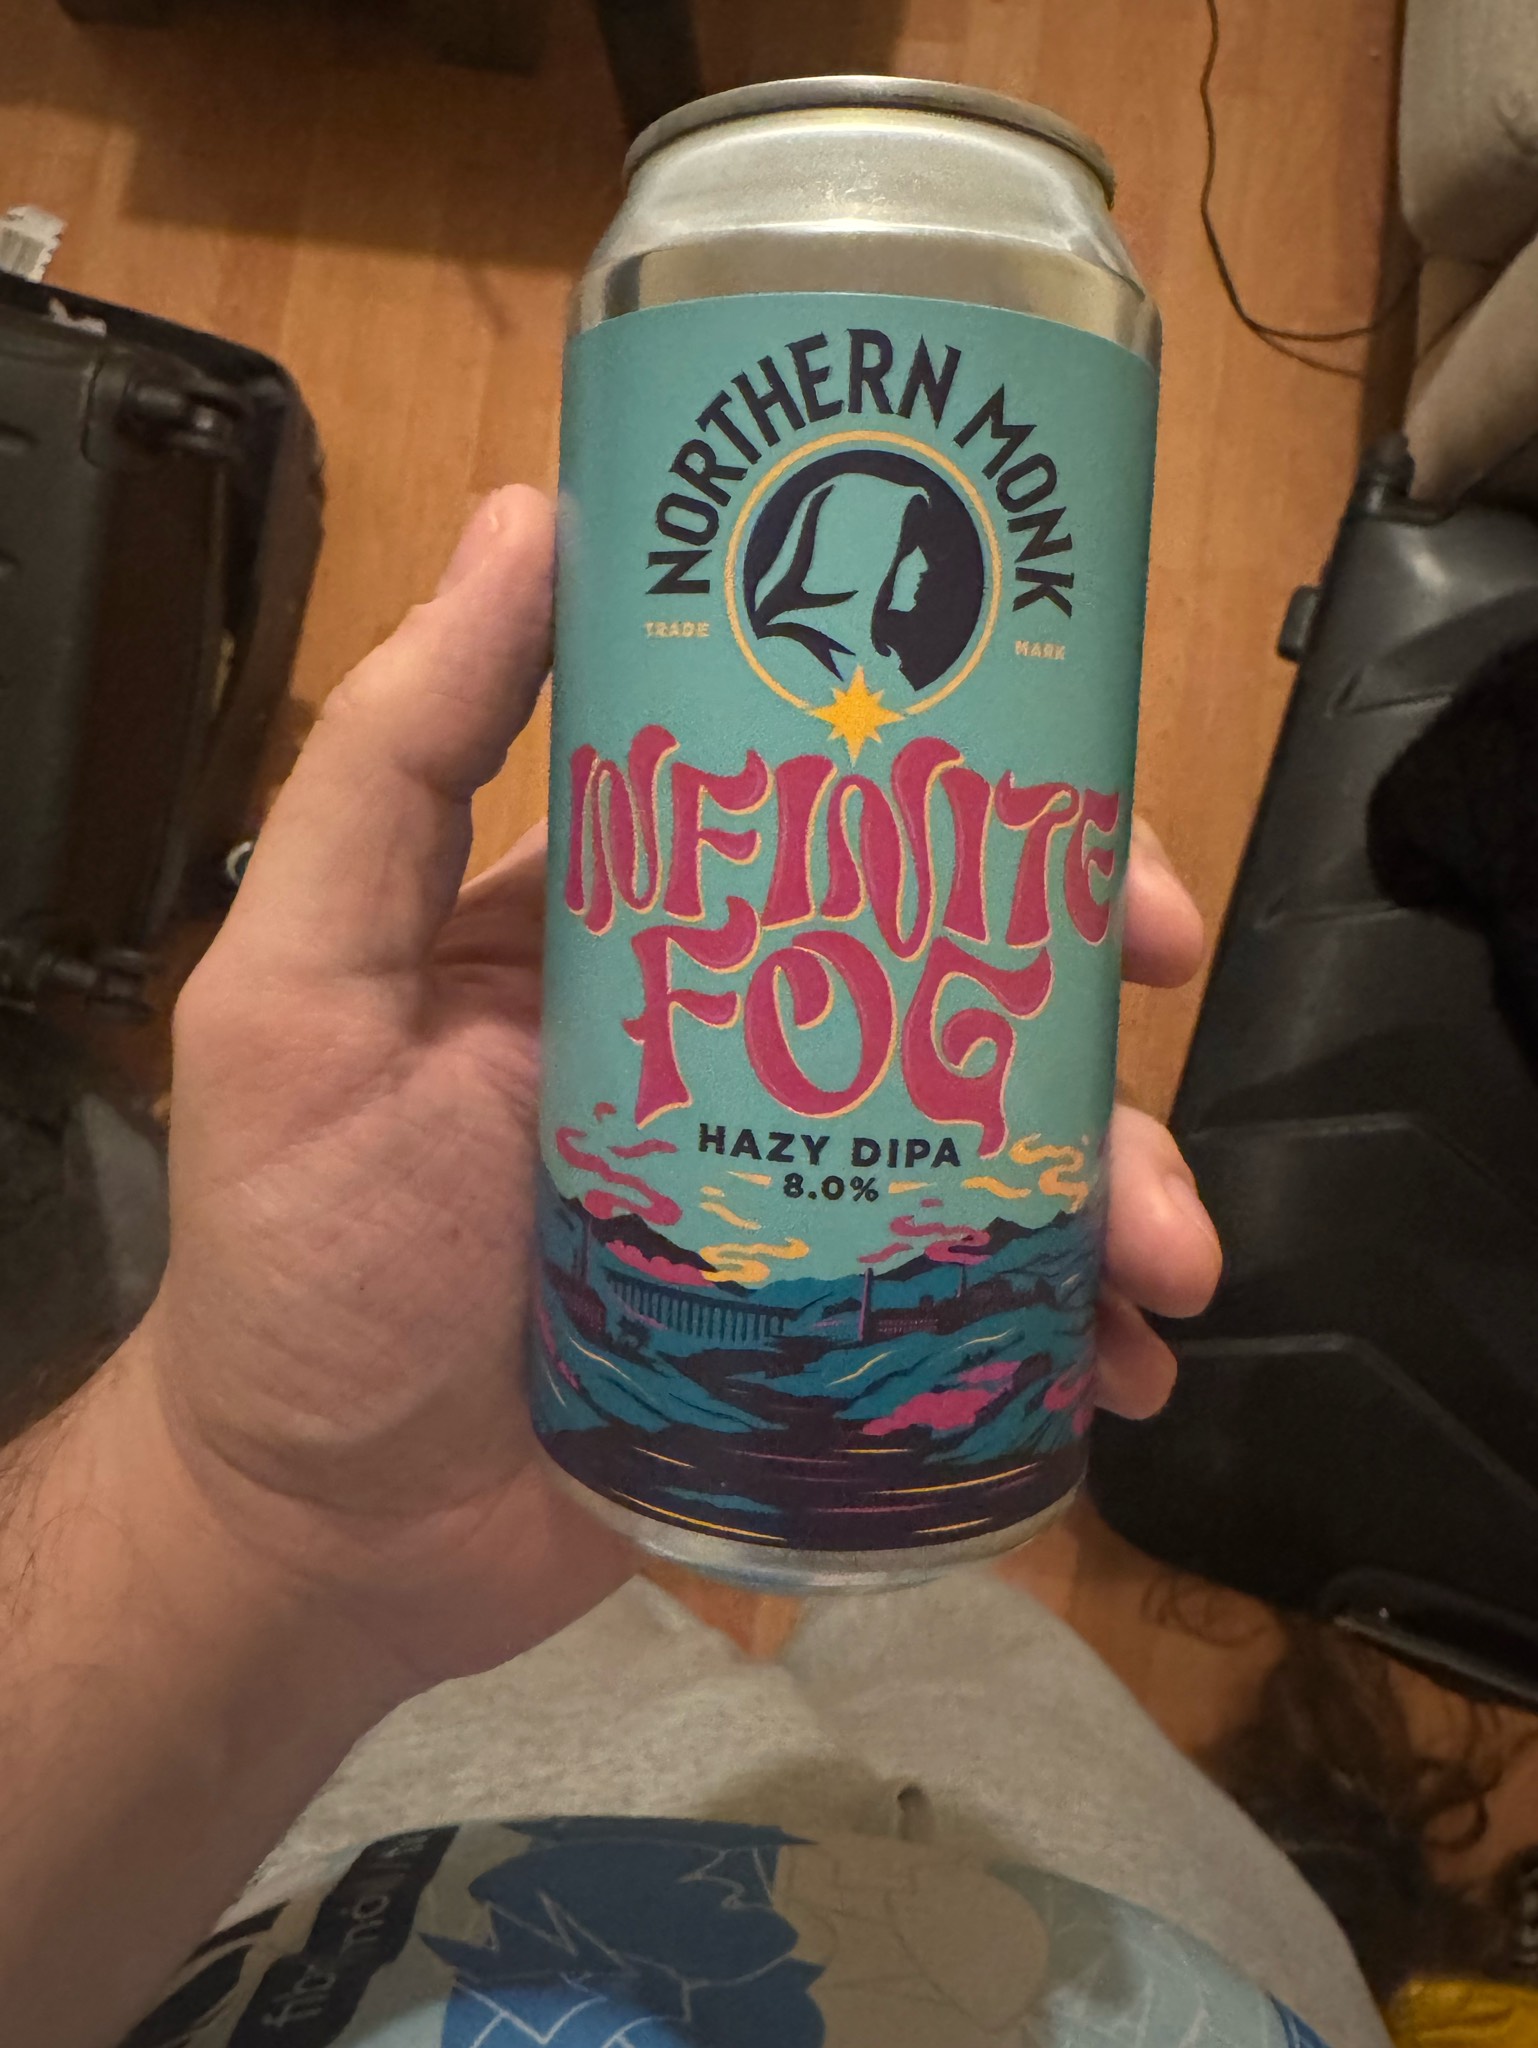 NORTHERN MONK
TRADE MARK
INFINITE
FOG
HAZY DIPA
8.0%